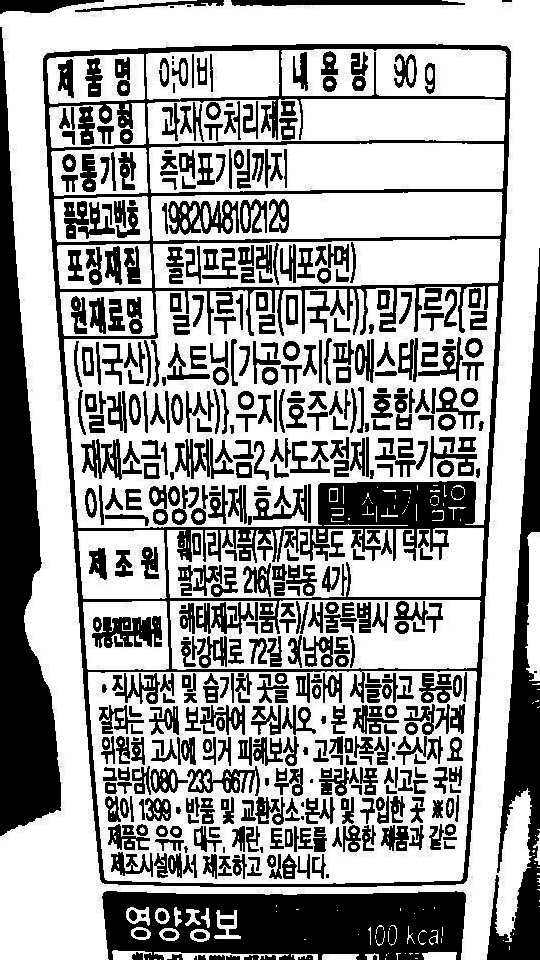 제품명 아이비 내용량 90 g
식품유형 과자(유처리제품)
유통기한 측면표기일까지
품목보고번호 1982048102129
포장재질 폴리프로필렌(내포장면)
원재료명 밀가루1{밀(미국산)},밀가루2{밀
(미국산)},쇼트닝[가공유지{팜에스테르화유
(말레이시아산)},우지(호주산)],혼합식용유,
재제소금1,재제소금2,산도조절제,곡류가공품,
이스트,영양강화제,효소제 밀, 쇠고기 함유
제조원 훼미리식품(주)/전라북도 전주시 덕진구
팔과정로 216(팔복동 4가)
유통전문판매원 해태제과식품(주)/서울특별시 용산구
한강대로 72길 3(남영동)
·직사광선 및 습기찬 곳을 피하여 서늘하고 통풍이
잘되는 곳에 보관하여 주십시오. ·본 제품은 공정거래
위원회 고시에 의거 피해보상 ·고객만족실:수신자 요
금부담(080-233-6677) ·부정·불량식품 신고는 국번
없이 1399 ·반품 및 교환장소:본사 및 구입한 곳 ※이
제품은 우유, 대두, 계란, 토마토를 사용한 제품과 같은
제조시설에서 제조하고 있습니다.
영양정보 100 kcal